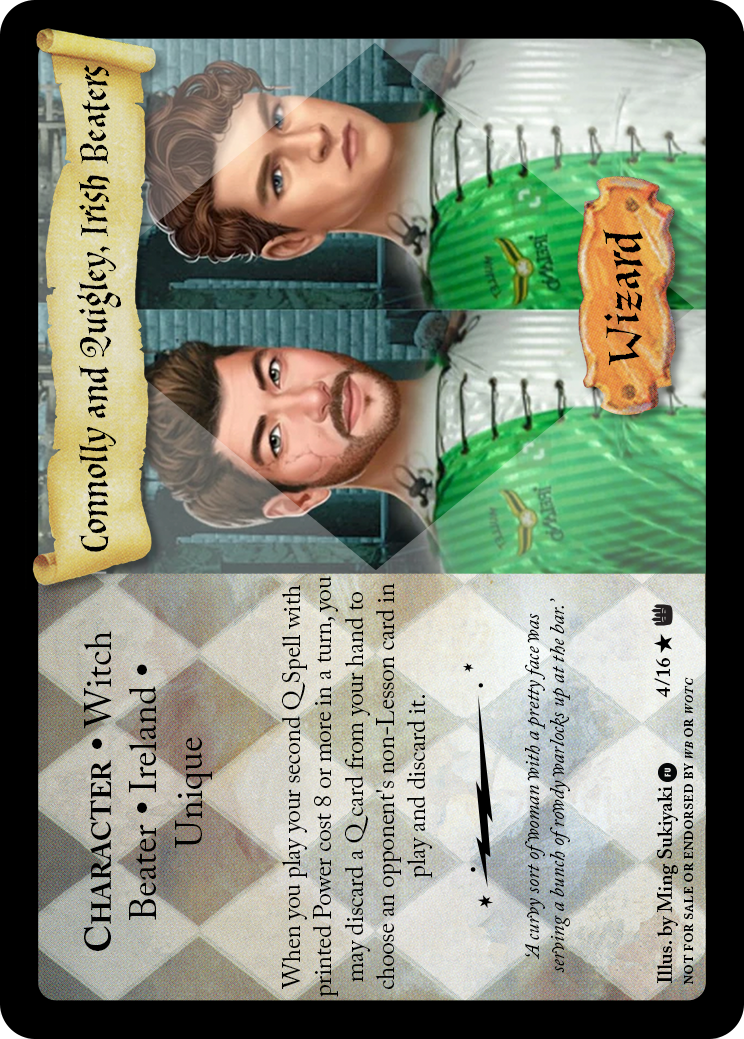 Connolly and Quigley, Irish Beaters
Wizard
CHARACTER • Witch
Beater • Ireland •
Unique
When you play your second Q Spell with
printed Power cost 8 or more in a turn, you
may discard a Q card from your hand to
choose an opponent's non-Lesson card in
play and discard it.
'A curvy sort of woman with a pretty face was
serving a bunch of rowdy warlocks up at the bar.'
Illus. by Ming Sukiyaki FU 4/16 ★
NOT FOR SALE OR ENDORSED BY WB OR WOTC